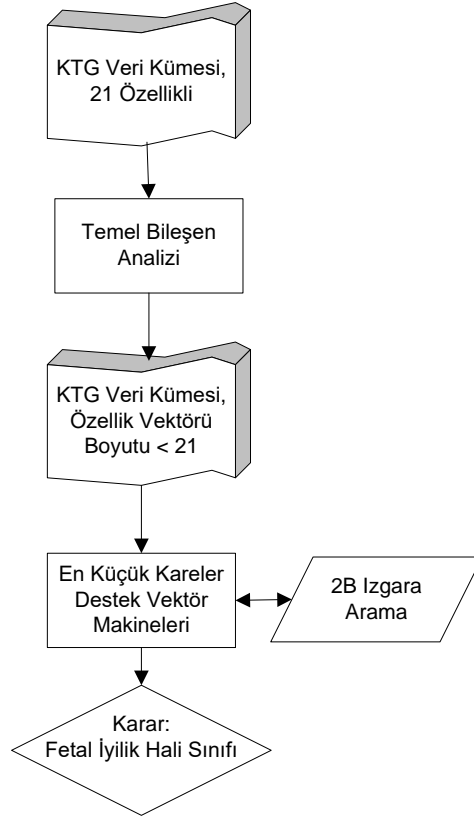 KTG Veri Kümesi,
21 Özellikli
Temel Bileşen
Analizi
KTG Veri Kümesi,
Özellik Vektörü
Boyutu < 21
En Küçük Kareler
Destek Vektör
Makineleri
2B Izgara
Arama
Karar:
Fetal İyilik Hali Sınıfı